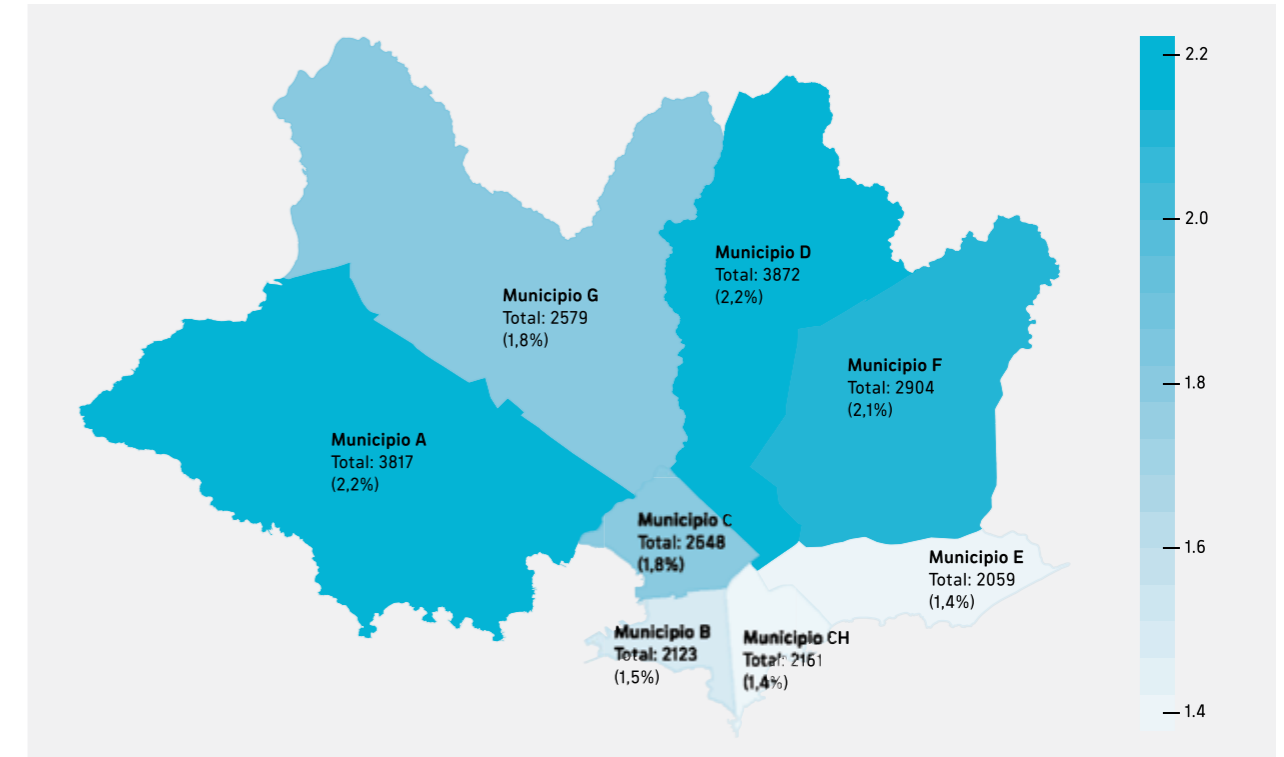 2.2
Municipio D
Total: 3872
(2,2%)
2.0
Municipio G
Total: 2579
(1,8%)
Municipio F
Total: 2904
(2,1%)
1.8
Municipio A
Total: 3817
(2,2%)
Municipio C
Total: 2648
(1,8%)
1.6
Municipio E
Total: 2059
(1,4%)
Municipio B
Total: 2123
(1,5%)
Municipio CH
Total: 2161
(1,4%)
1.4